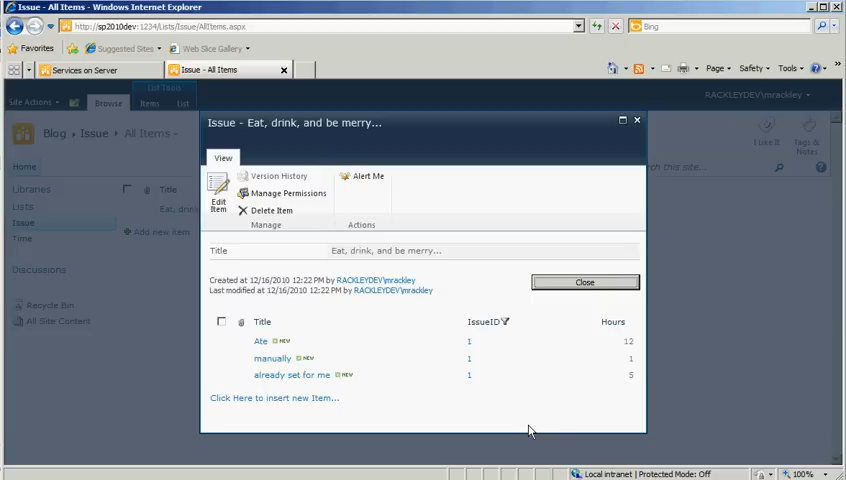 Issue - All Items - Windows Internet Explorer
http://sp2010dev:1234/Lists/Issue/AllItems.aspx
Bing
Favorites
Suggested Sites
Web Slice Gallery
Services on Server
Issue - All Items
Page
Safety
Tools
Site Actions
Browse
List Tools
Items
List
RACKLEYDEV\mrackley
Blog
Issue
All Items -
I Like It
Tags &
Notes
Home
this site...
Libraries
Title
Lists
Issue
Eat, drink
Time
Add new item
Discussions
Recycle Bin
All Site Content
Issue - Eat, drink, and be merry...
View
Edit
Item
Version History
Manage Permissions
Delete Item
Manage
Alert Me
Actions
Title
Eat, drink, and be merry...
Created at 12/16/2010 12:22 PM by RACKLEYDEV\mrackley
Last modified at 12/16/2010 12:22 PM by RACKLEYDEV\mrackley
Close
Title IssueID Hours
Ate NEW 1 12
manually NEW 1 1
already set for me NEW 1 5
Click Here to insert new Item...
Local intranet | Protected Mode: Off
100%